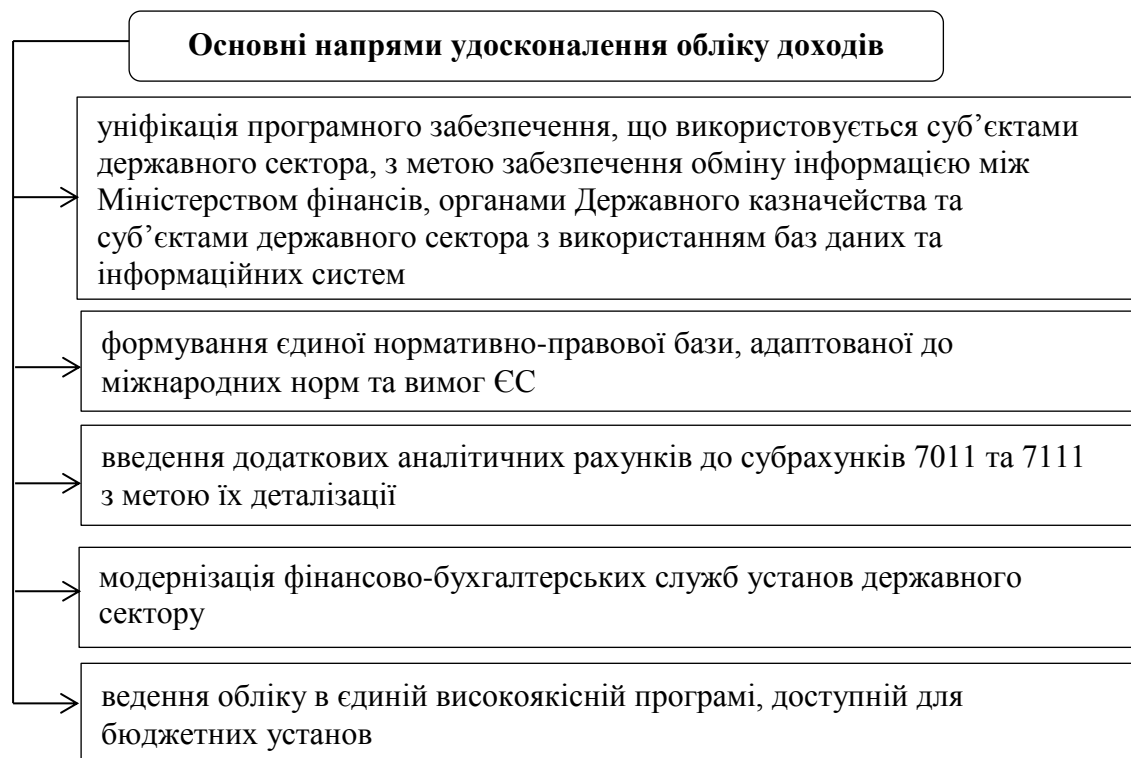 Основні напрями удосконалення обліку доходів
уніфікація програмного забезпечення, що використовується суб’єктами
державного сектора, з метою забезпечення обміну інформацією між
Міністерством фінансів, органами Державного казначейства та
суб’єктами державного сектора з використанням баз даних та
інформаційних систем
формування єдиної нормативно-правової бази, адаптованої до
міжнародних норм та вимог ЄС
введення додаткових аналітичних рахунків до субрахунків 7011 та 7111
з метою їх деталізації
модернізація фінансово-бухгалтерських служб установ державного
сектору
ведення обліку в єдиній високоякісній програмі, доступній для
бюджетних установ